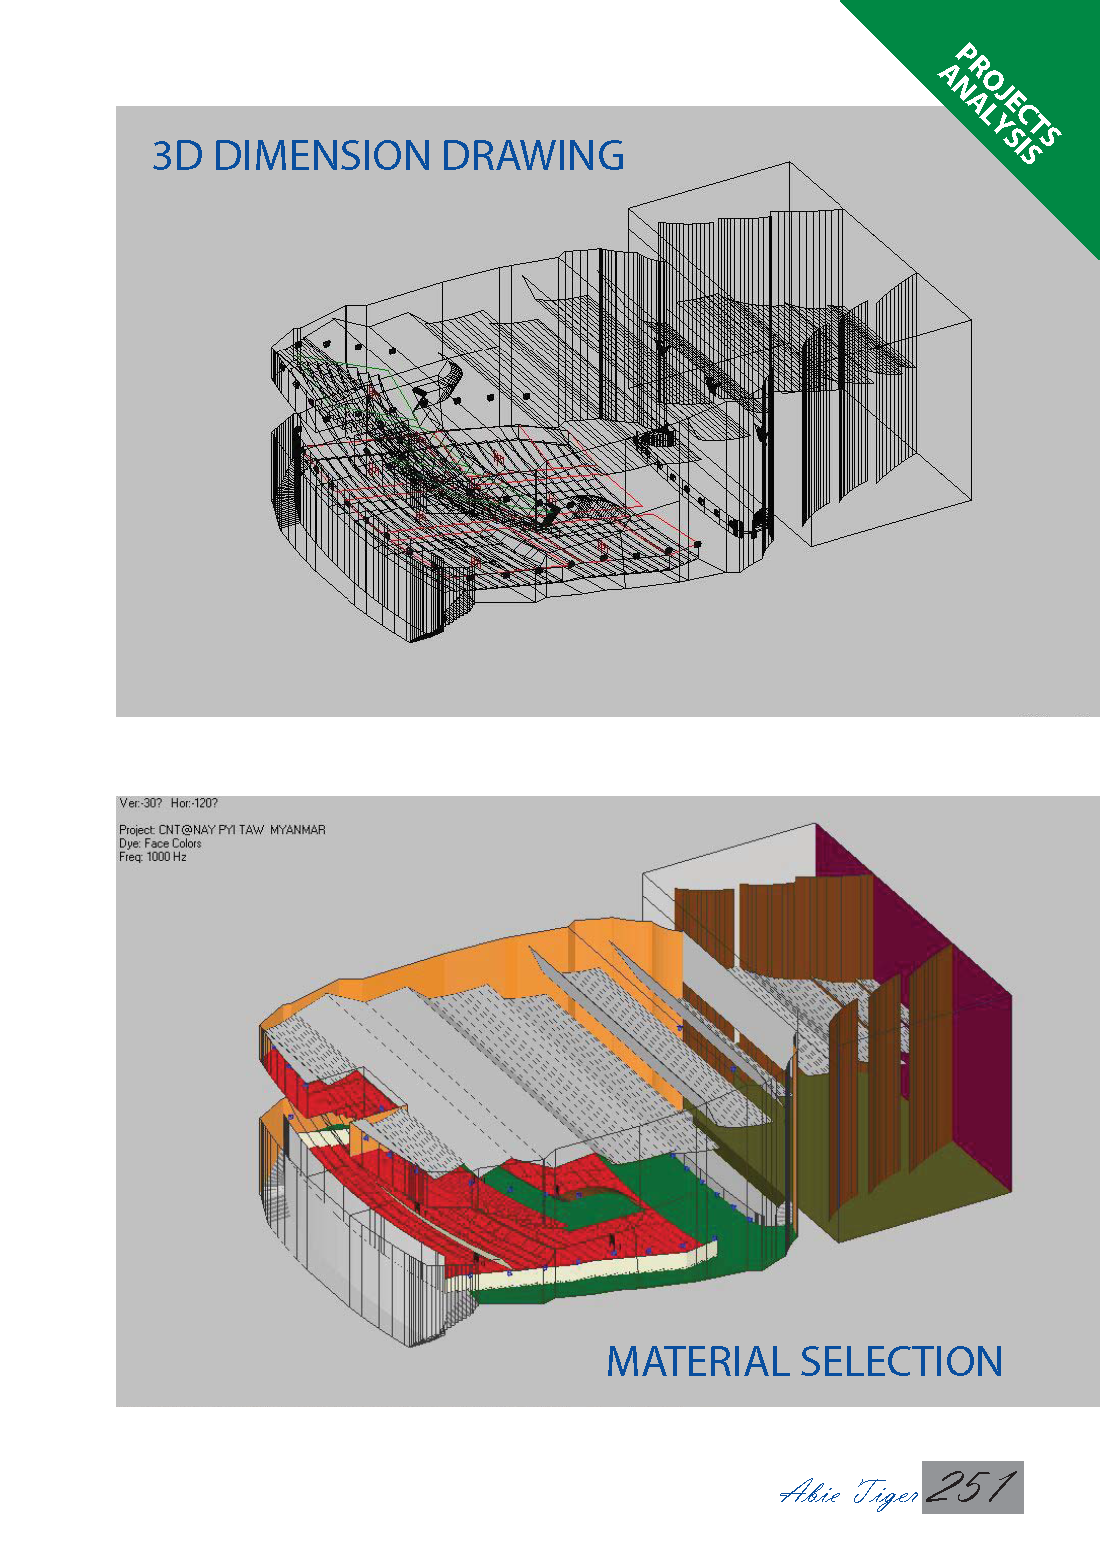 PROJECTS
ANALYSIS
3D DIMENSION DRAWING
Ver:-30? Hor:-120?
Project: CNT@NAY PYI TAW MYANMAR
Dye: Face Colors
Freq: 1000 Hz
MATERIAL SELECTION
Abie Tiger 251